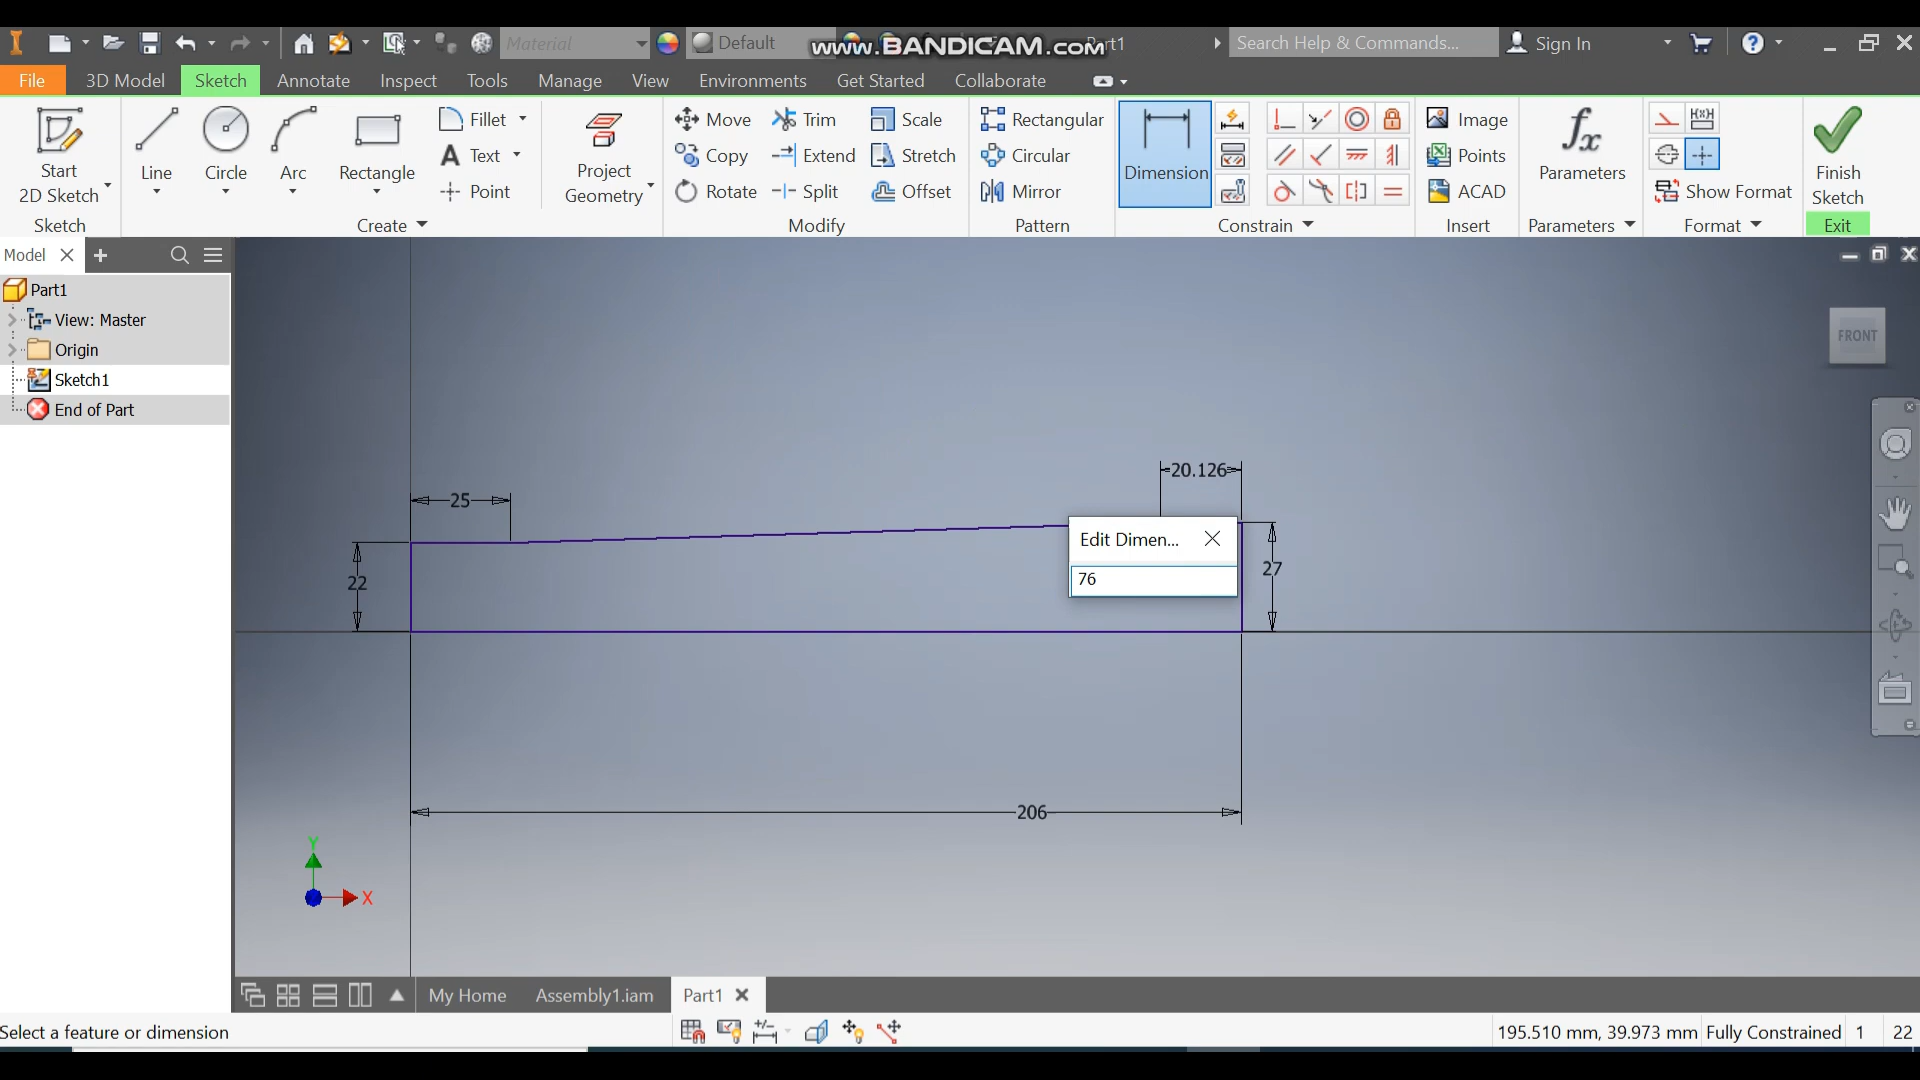 Material
Default
www.BANDICAM.com
Part1
Search Help & Commands...
Sign In
File
3D Model
Sketch
Annotate
Inspect
Tools
Manage
View
Environments
Get Started
Collaborate
Start
2D Sketch
Line
Circle
Arc
Rectangle
Fillet
Text
Point
Project
Geometry
Move
Copy
Rotate
Trim
Extend
Split
Scale
Stretch
Offset
Rectangular
Circular
Mirror
Dimension
Image
Points
ACAD
fx
Parameters
Show Format
Finish
Sketch
Sketch
Create
Modify
Pattern
Constrain
Insert
Parameters
Format
Exit
Model
Part1
View: Master
Origin
Sketch1
End of Part
FRONT
20.126
25
Edit Dimen...
76
22
27
206
Y
X
My Home
Assembly1.iam
Part1
Select a feature or dimension
195.510 mm, 39.973 mm
Fully Constrained
1
22